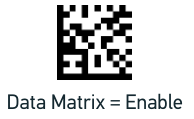 Data Matrix = Enable